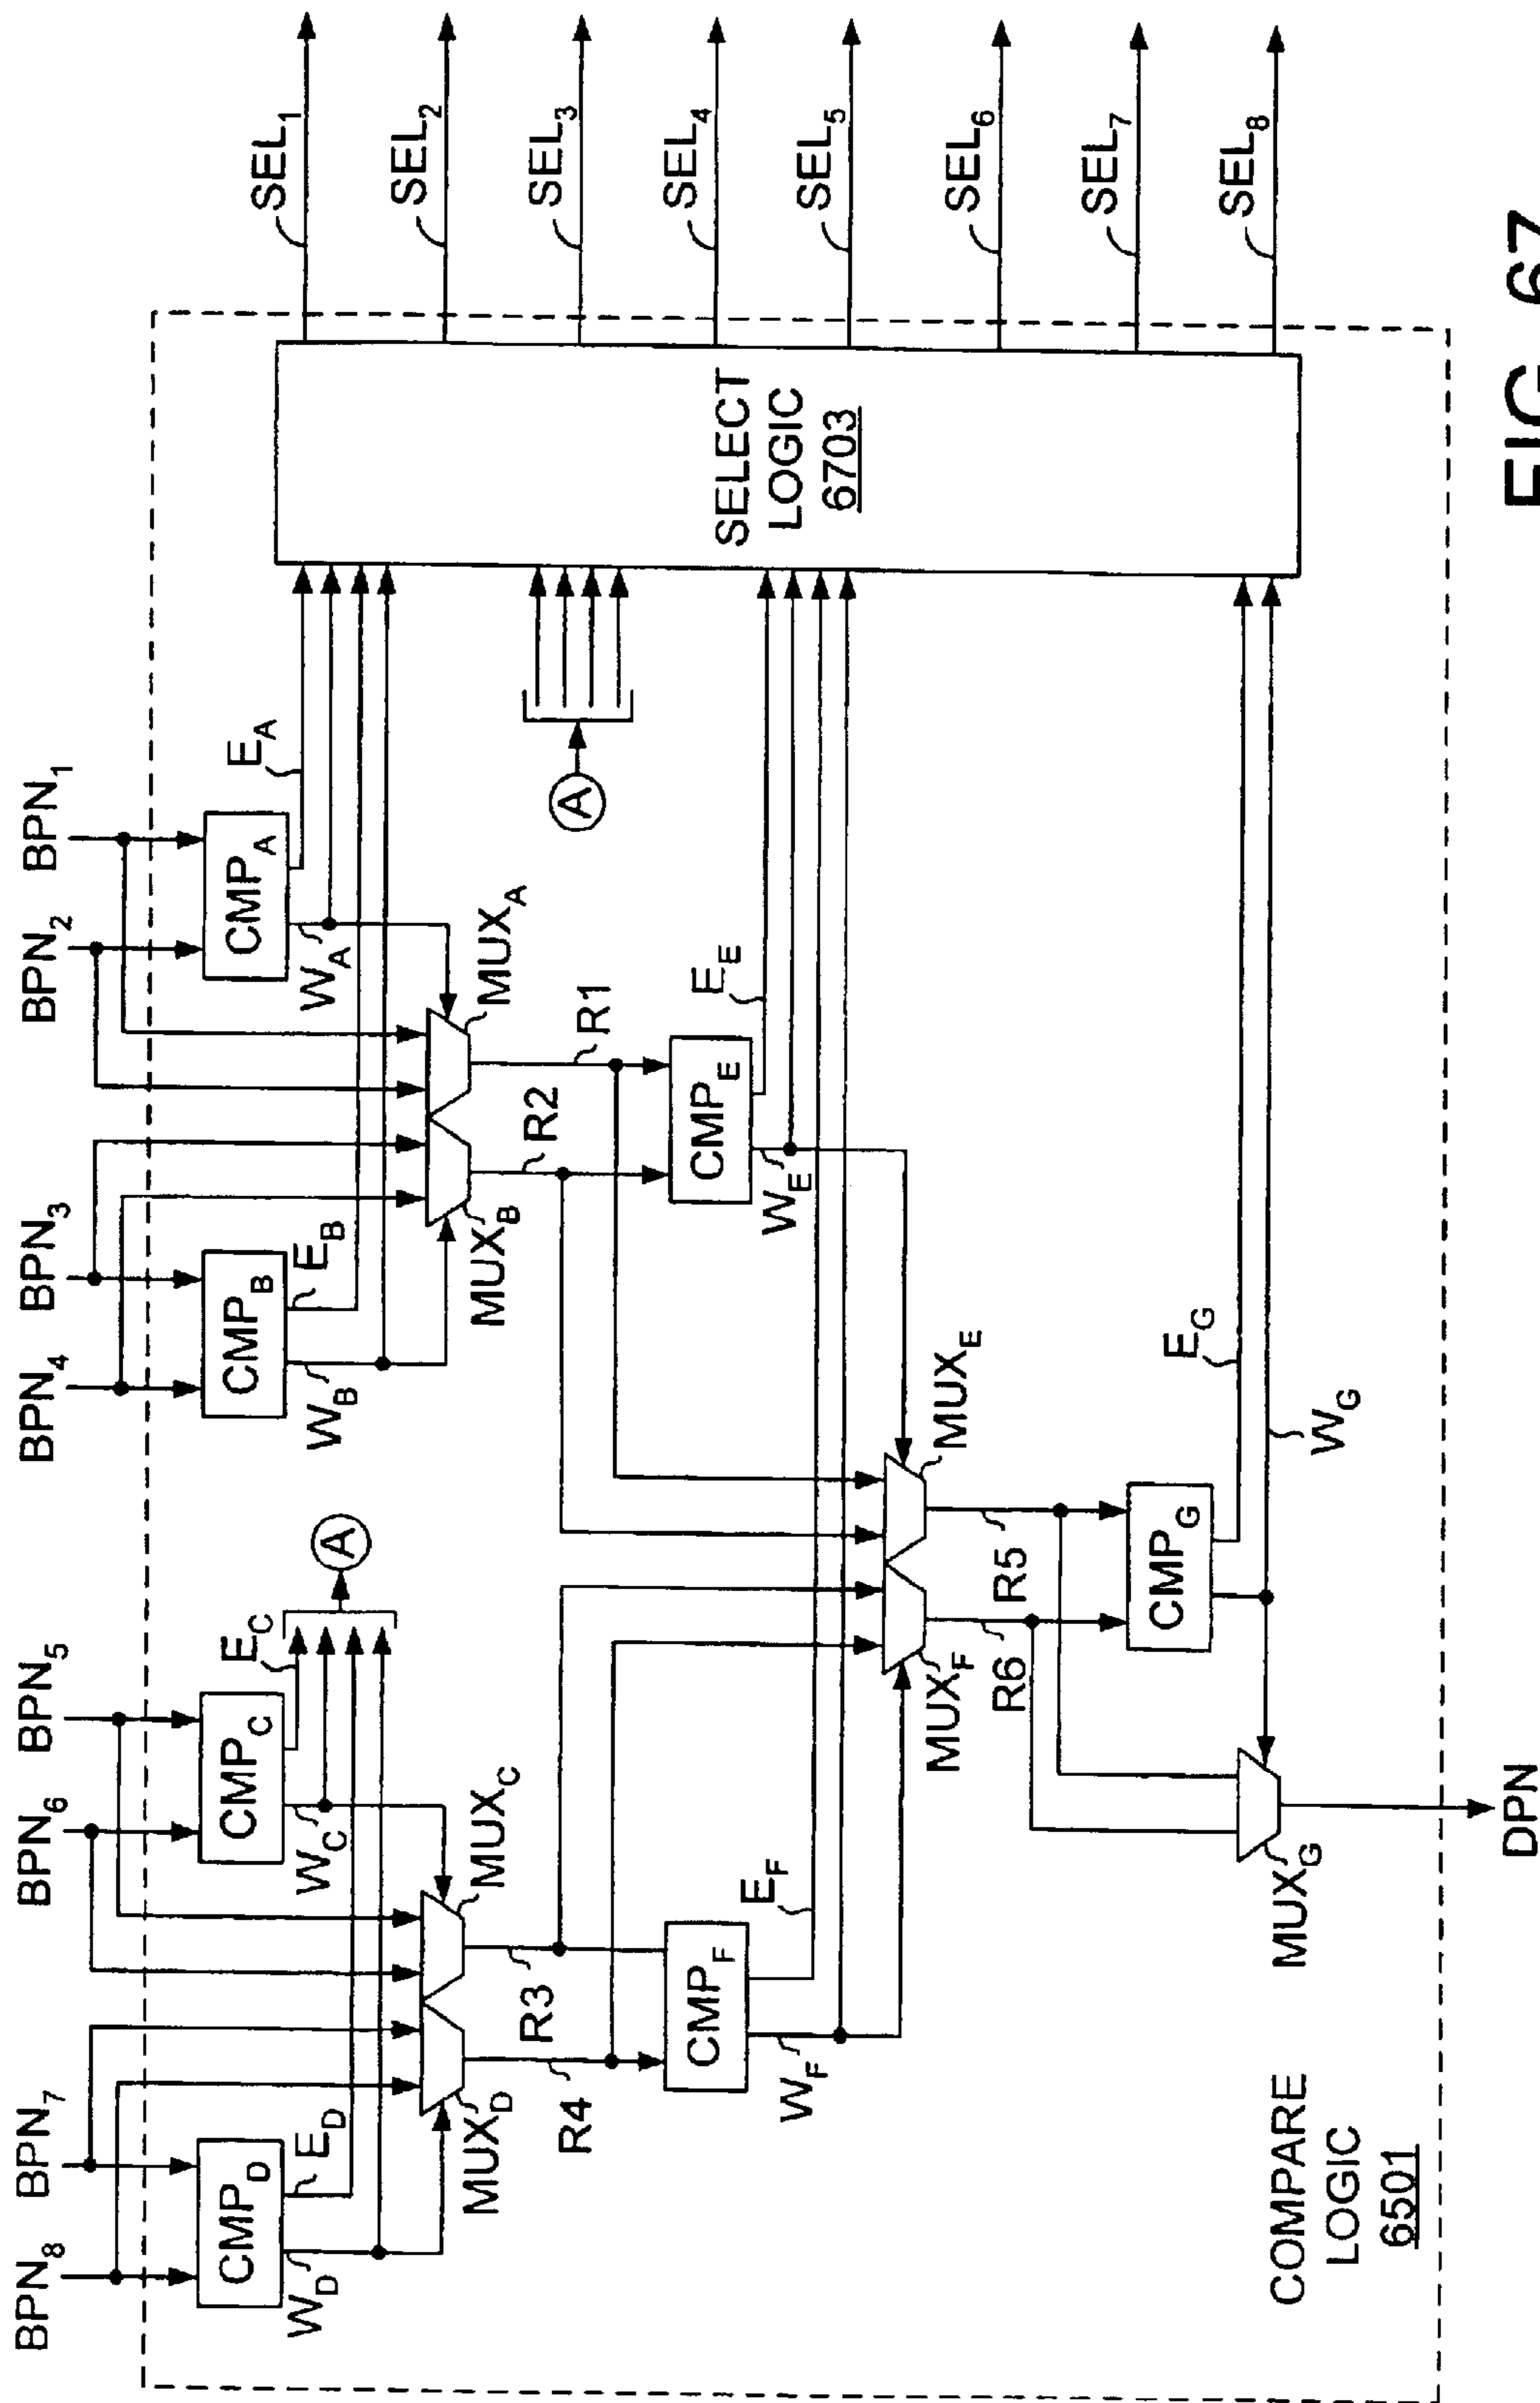 BPN8
BPN7
BPN6
BPN5
BPN4
BPN3
BPN2
BPN1
CMPD
CMPC
CMPB
CMPA
WD
ED
WC
EC
WB
EB
WA
EA
A
MUXD
MUXC
MUXB
MUXA
A
R4
R3
R2
R1
CMPF
CMPE
WF
EF
WE
EE
MUXF
MUXE
R6
R5
CMPG
EG
WG
MUXG
DPN
SELECT
LOGIC
6703
SEL1
SEL2
SEL3
SEL4
SEL5
SEL6
SEL7
SEL8
COMPARE
LOGIC
6501
FIG. 67